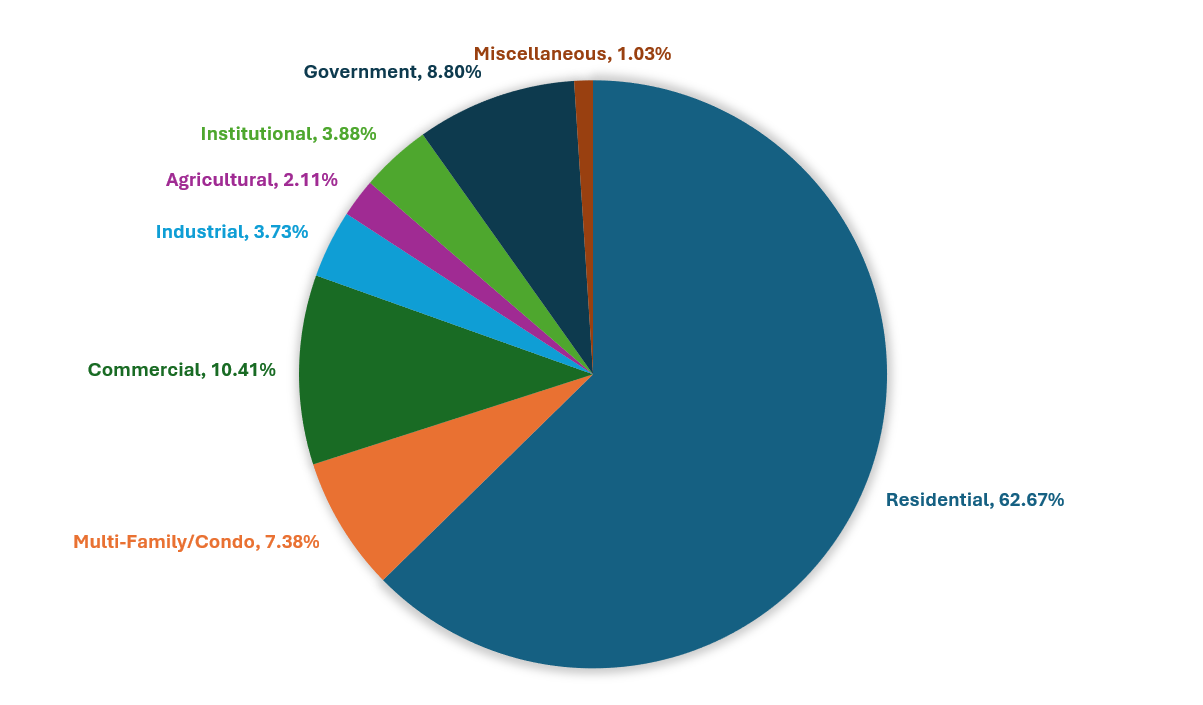 Miscellaneous, 1.03%
Government, 8.80%
Institutional, 3.88%
Agricultural, 2.11%
Industrial, 3.73%
Commercial, 10.41%
Residential, 62.67%
Multi-Family/Condo, 7.38%